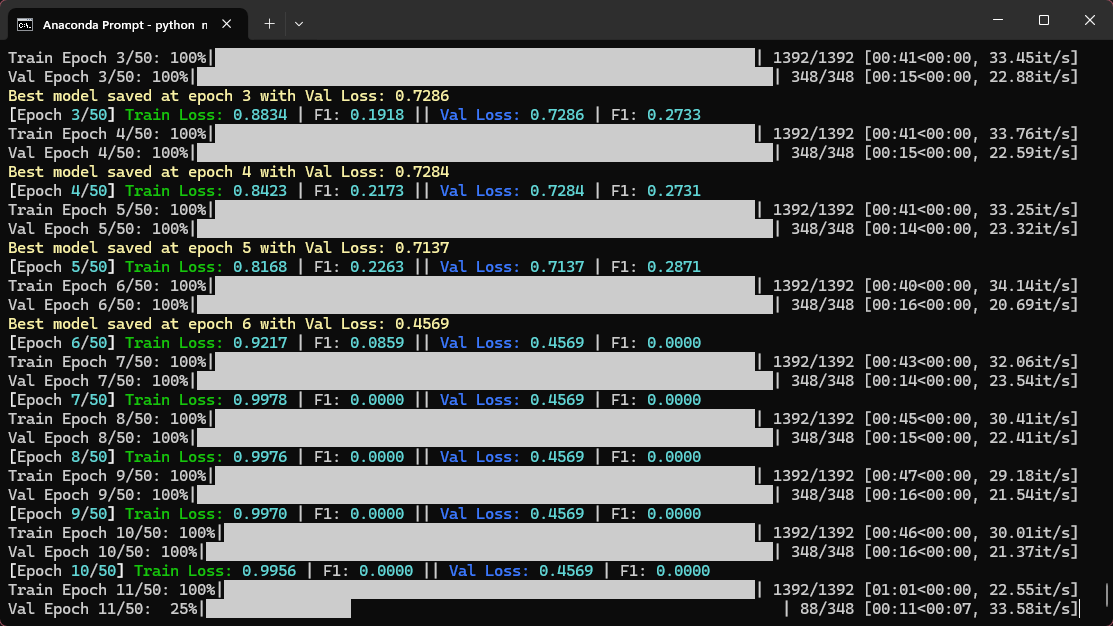 Anaconda Prompt - python n
Train Epoch 3/50: 100%| | 1392/1392 [00:41<00:00, 33.45it/s]
Val Epoch 3/50: 100%| | 348/348 [00:15<00:00, 22.88it/s]
Best model saved at epoch 3 with Val Loss: 0.7286
[Epoch 3/50] Train Loss: 0.8834 | F1: 0.1918 || Val Loss: 0.7286 | F1: 0.2733
Train Epoch 4/50: 100%| | 1392/1392 [00:41<00:00, 33.76it/s]
Val Epoch 4/50: 100%| | 348/348 [00:15<00:00, 22.59it/s]
Best model saved at epoch 4 with Val Loss: 0.7284
[Epoch 4/50] Train Loss: 0.8423 | F1: 0.2173 || Val Loss: 0.7284 | F1: 0.2731
Train Epoch 5/50: 100%| | 1392/1392 [00:41<00:00, 33.25it/s]
Val Epoch 5/50: 100%| | 348/348 [00:14<00:00, 23.32it/s]
Best model saved at epoch 5 with Val Loss: 0.7137
[Epoch 5/50] Train Loss: 0.8168 | F1: 0.2263 || Val Loss: 0.7137 | F1: 0.2871
Train Epoch 6/50: 100%| | 1392/1392 [00:40<00:00, 34.14it/s]
Val Epoch 6/50: 100%| | 348/348 [00:16<00:00, 20.69it/s]
Best model saved at epoch 6 with Val Loss: 0.4569
[Epoch 6/50] Train Loss: 0.9217 | F1: 0.0859 || Val Loss: 0.4569 | F1: 0.0000
Train Epoch 7/50: 100%| | 1392/1392 [00:43<00:00, 32.06it/s]
Val Epoch 7/50: 100%| | 348/348 [00:14<00:00, 23.54it/s]
[Epoch 7/50] Train Loss: 0.9978 | F1: 0.0000 || Val Loss: 0.4569 | F1: 0.0000
Train Epoch 8/50: 100%| | 1392/1392 [00:45<00:00, 30.41it/s]
Val Epoch 8/50: 100%| | 348/348 [00:15<00:00, 22.41it/s]
[Epoch 8/50] Train Loss: 0.9976 | F1: 0.0000 || Val Loss: 0.4569 | F1: 0.0000
Train Epoch 9/50: 100%| | 1392/1392 [00:47<00:00, 29.18it/s]
Val Epoch 9/50: 100%| | 348/348 [00:16<00:00, 21.54it/s]
[Epoch 9/50] Train Loss: 0.9970 | F1: 0.0000 || Val Loss: 0.4569 | F1: 0.0000
Train Epoch 10/50: 100%| | 1392/1392 [00:46<00:00, 30.01it/s]
Val Epoch 10/50: 100%| | 348/348 [00:16<00:00, 21.37it/s]
[Epoch 10/50] Train Loss: 0.9956 | F1: 0.0000 || Val Loss: 0.4569 | F1: 0.0000
Train Epoch 11/50: 100%| | 1392/1392 [01:01<00:00, 22.55it/s]
Val Epoch 11/50: 25%| | 88/348 [00:11<00:07, 33.58it/s]